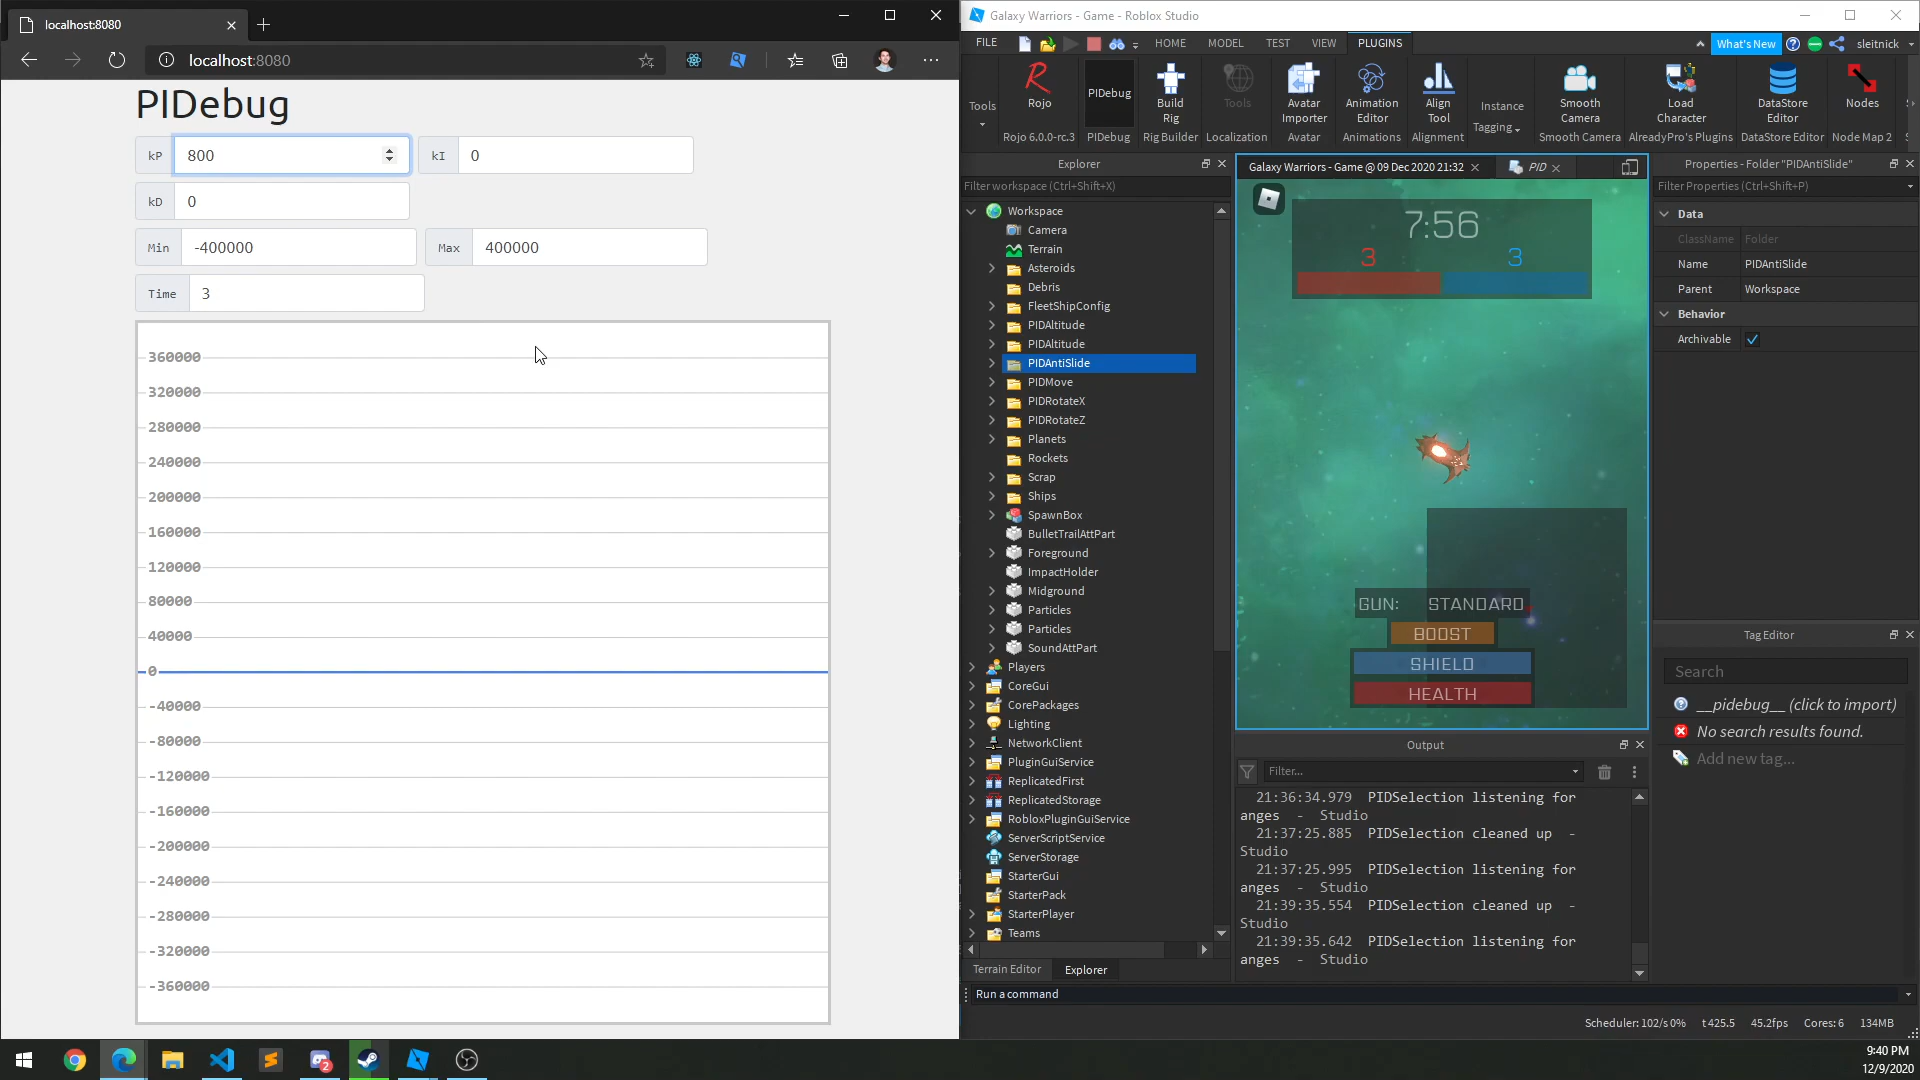 localhost:8080
localhost:8080
PIDebug
kP 800
kI 0
kD 0
Min -400000
Max 400000
Time 3
360000
320000
280000
240000
200000
160000
120000
80000
40000
0
-40000
-80000
-120000
-160000
-200000
-240000
-280000
-320000
-360000
Galaxy Warriors - Game - Roblox Studio
FILE
HOME
MODEL
TEST
VIEW
PLUGINS
What's New
sleitnick
Tools
Rojo
PIDebug
Build
Rig
Tools
Avatar
Importer
Animation
Editor
Align
Tool
Instance
Tagging
Smooth
Camera
Load
Character
DataStore
Editor
Nodes
Rojo 6.0.0-rc.3
PIDebug
Rig Builder
Localization
Avatar
Animations
Alignment
Smooth Camera
AlreadyPro's Plugins
DataStore Editor
Node Map 2
Explorer
Filter workspace (Ctrl+Shift+X)
Workspace
Camera
Terrain
Asteroids
Debris
FleetShipConfig
PIDAltitude
PIDAltitude
PIDAntiSlide
PIDMove
PIDRotateX
PIDRotateZ
Planets
Rockets
Scrap
Ships
SpawnBox
BulletTrailAttPart
Foreground
ImpactHolder
Midground
Particles
Particles
SoundAttPart
Players
CoreGui
CorePackages
Lighting
NetworkClient
PluginGuiService
ReplicatedFirst
ReplicatedStorage
RobloxPluginGuiService
ServerScriptService
ServerStorage
StarterGui
StarterPack
StarterPlayer
Teams
Terrain Editor
Explorer
Galaxy Warriors - Game @ 09 Dec 2020 21:32
PID
7:56
3
3
GUN: STANDARD
BOOST
SHIELD
HEALTH
Output
Filter...
21:36:34.979 PIDSelection listening for
anges - Studio
21:37:25.885 PIDSelection cleaned up -
Studio
21:37:25.995 PIDSelection listening for
anges - Studio
21:39:35.554 PIDSelection cleaned up -
Studio
21:39:35.642 PIDSelection listening for
anges - Studio
Properties - Folder "PIDAntiSlide"
Filter Properties (Ctrl+Shift+P)
Data
ClassName Folder
Name PIDAntiSlide
Parent Workspace
Behavior
Archivable
Tag Editor
Search
__pidebug__ (click to import)
No search results found.
Add new tag...
Run a command
Scheduler: 102/s 0%
t 425.5
45.2fps
Cores: 6
134MB
2
9:40 PM
12/9/2020